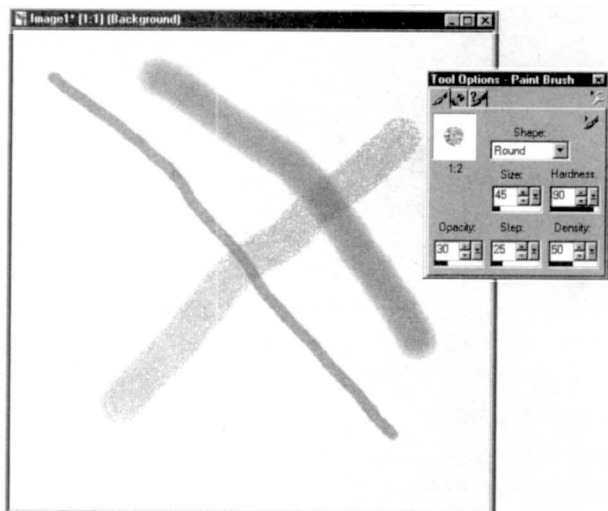 Image1* [1:1] (Background)
Tool Options - Paint Brush
Shape:
Round
1:2
Size: Hardness:
45 90
Opacity: Step: Density:
30 25 50